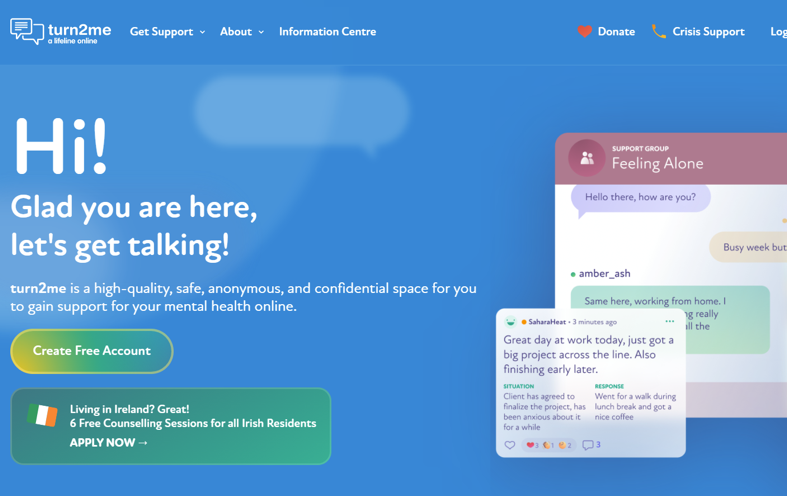 turn2me
a lifeline online
Get Support
About
Information Centre
Donate
Crisis Support
Log
Hi!
Glad you are here,
let's get talking!
turn2me is a high-quality, safe, anonymous, and confidential space for you
to gain support for your mental health online.
Create Free Account
Living in Ireland? Great!
6 Free Counselling Sessions for all Irish Residents
APPLY NOW →
SUPPORT GROUP
Feeling Alone
Hello there, how are you?
Busy week but
amber_ash
Same here, working from home. I
ng really
all the
SaharaHeat • 3 minutes ago
Great day at work today, just got a
big project across the line. Also
finishing early later.
SITUATION
Client has agreed to
finalize the project, has
been anxious about it
for a while
RESPONSE
Went for a walk during
lunch break and got a
nice coffee
3
1
2
3